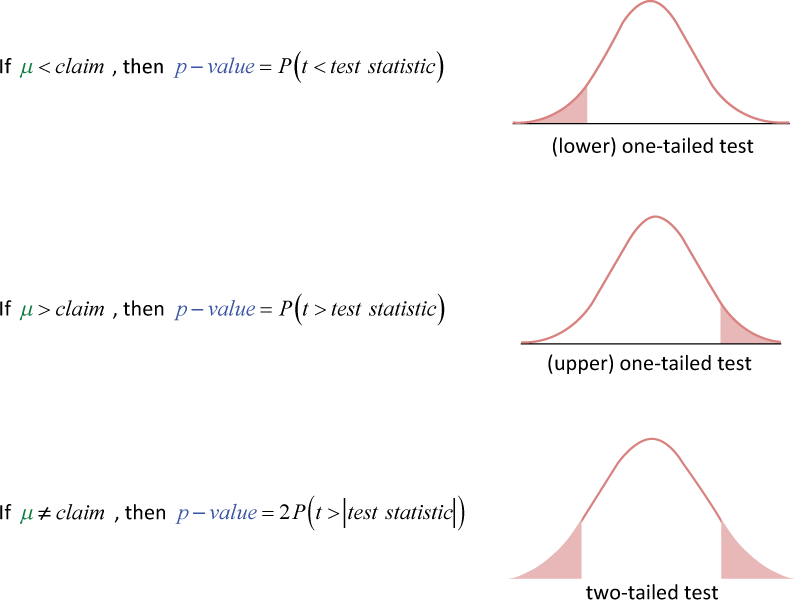 If μ < claim , then p − value = P(t < test statistic)
(lower) one-tailed test
If μ > claim , then p − value = P(t > test statistic)
(upper) one-tailed test
If μ ≠ claim , then p − value = 2P(t > |test statistic|)
two-tailed test